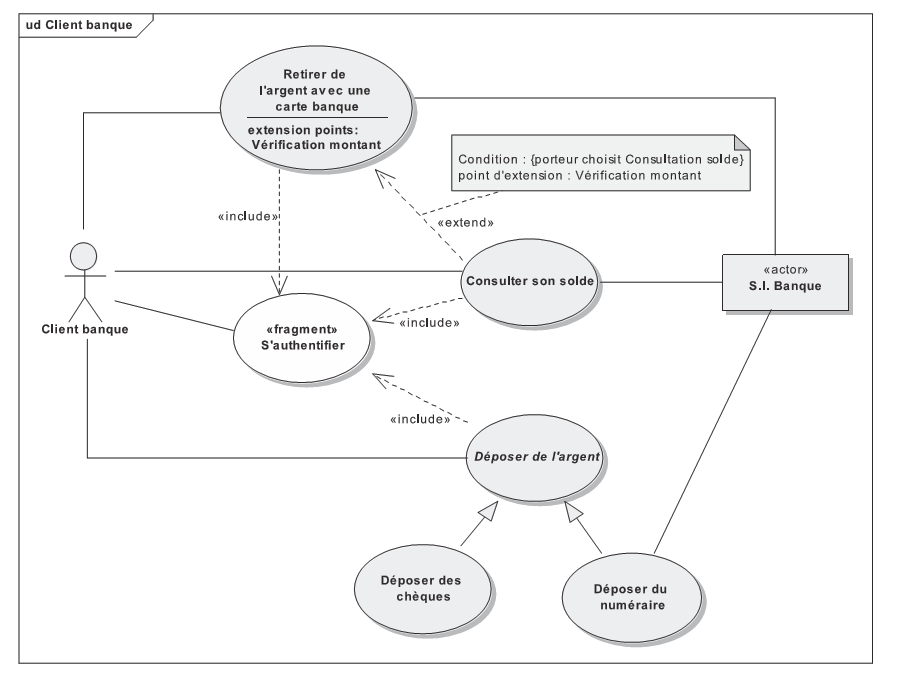 ud Client banque
Retirer de
l'argent avec une
carte banque
extension points:
Vérification montant
Condition : {porteur choisit Consultation solde}
point d'extension : Vérification montant
«include»
«extend»
Consulter son solde
«actor»
S.I. Banque
Client banque
«fragment»
S'authentifier
«include»
«include»
Déposer de l'argent
Déposer des
chèques
Déposer du
numéraire